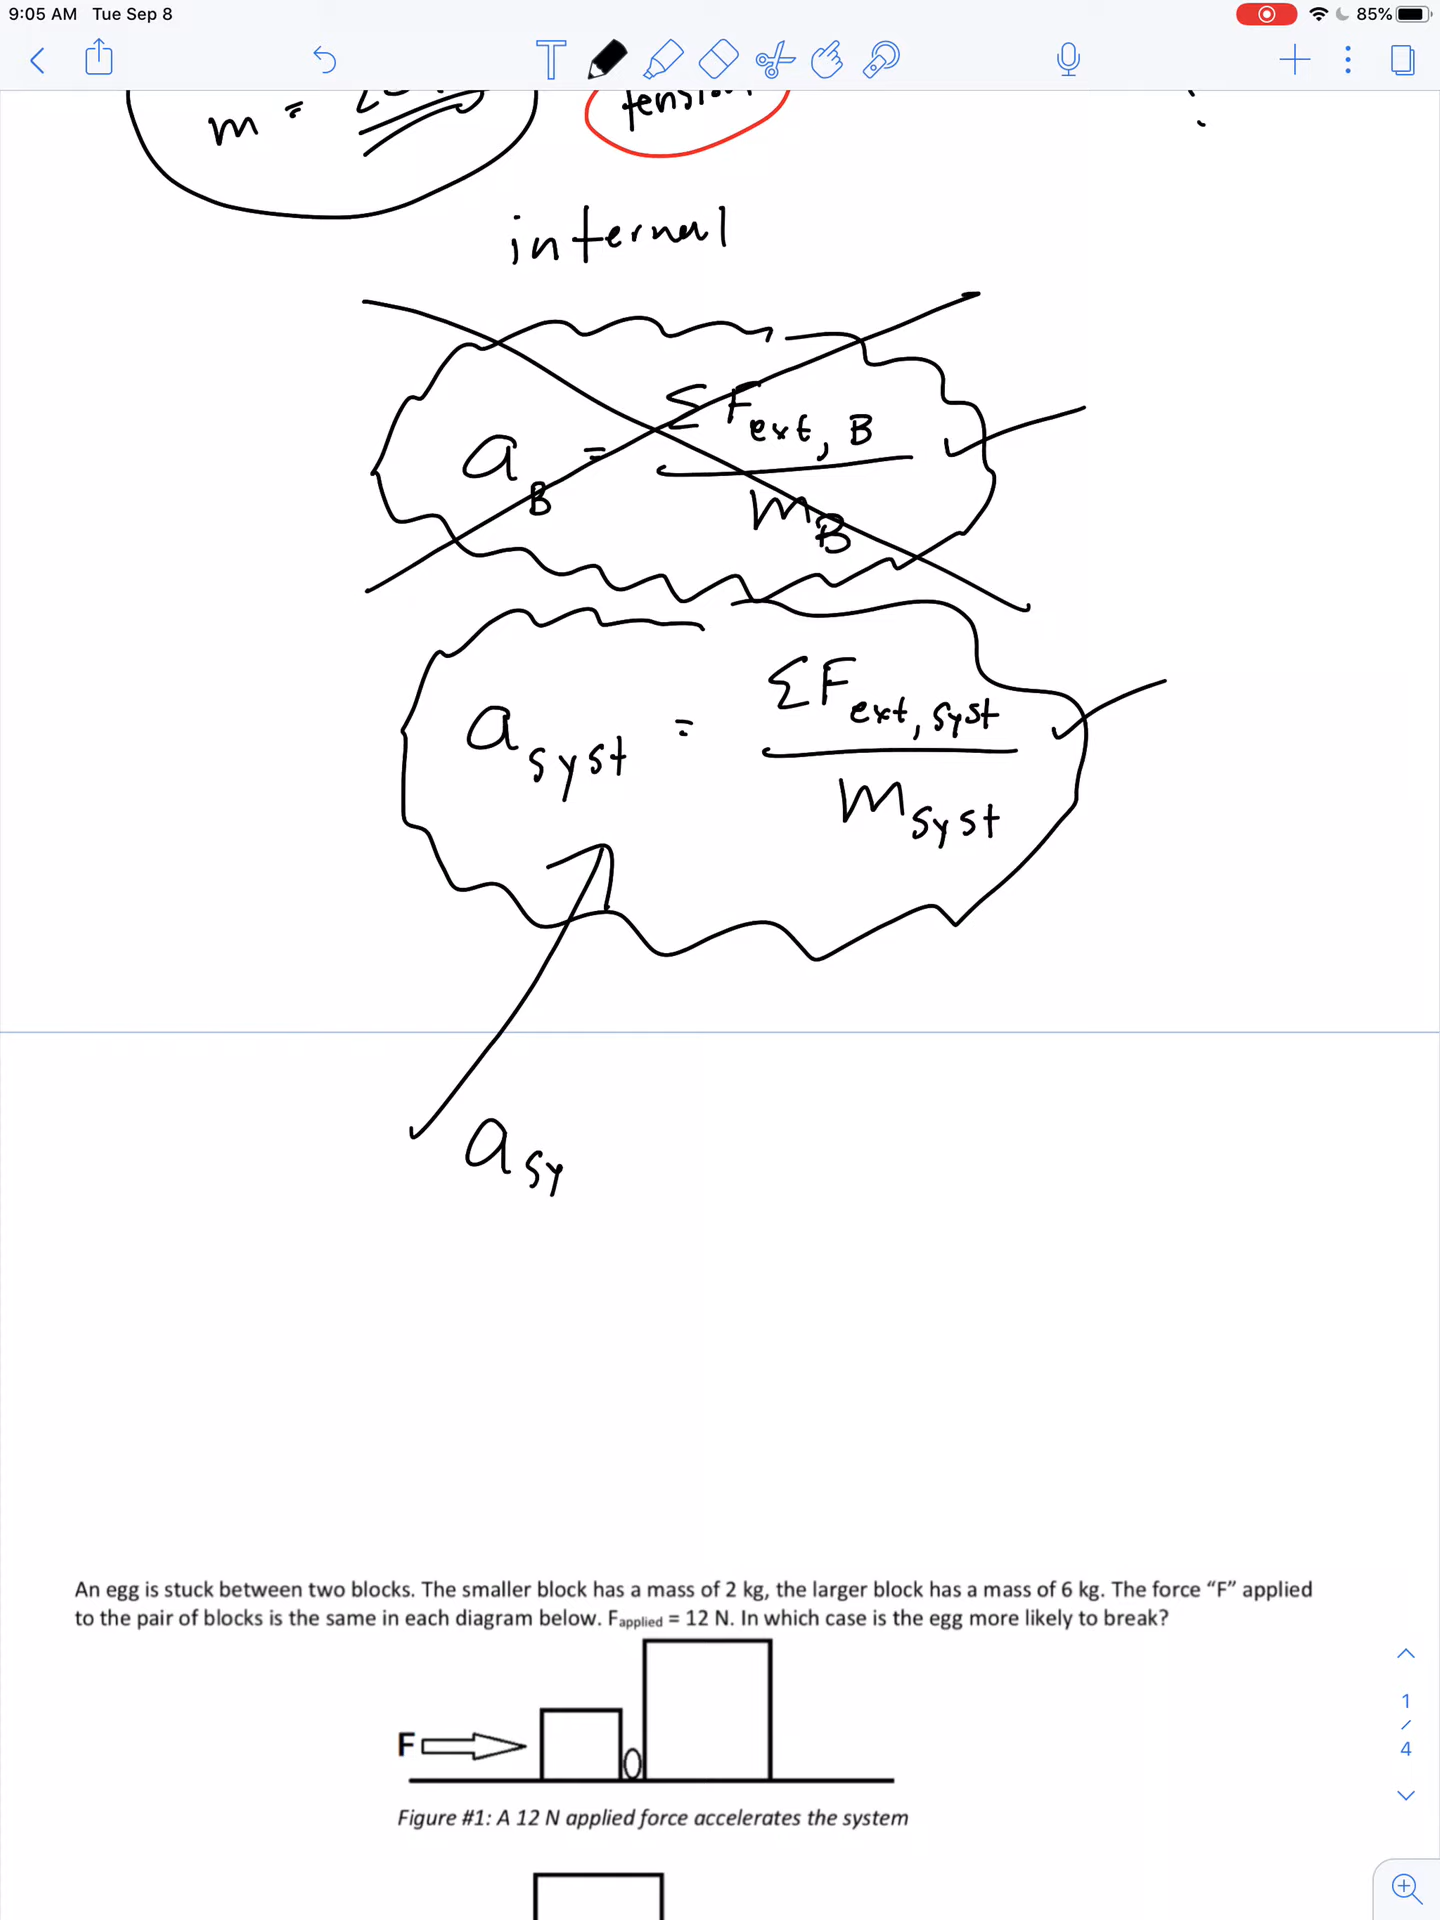 9:05 AM Tue Sep 8
85%
m =
tension
internal
a_B = ΣF_ext, B / m_B
a_syst = ΣF_ext, syst / m_syst
a_sy
An egg is stuck between two blocks. The smaller block has a mass of 2 kg, the larger block has a mass of 6 kg. The force “F” applied
to the pair of blocks is the same in each diagram below. Fapplied = 12 N. In which case is the egg more likely to break?
F
Figure #1: A 12 N applied force accelerates the system
1
/
4